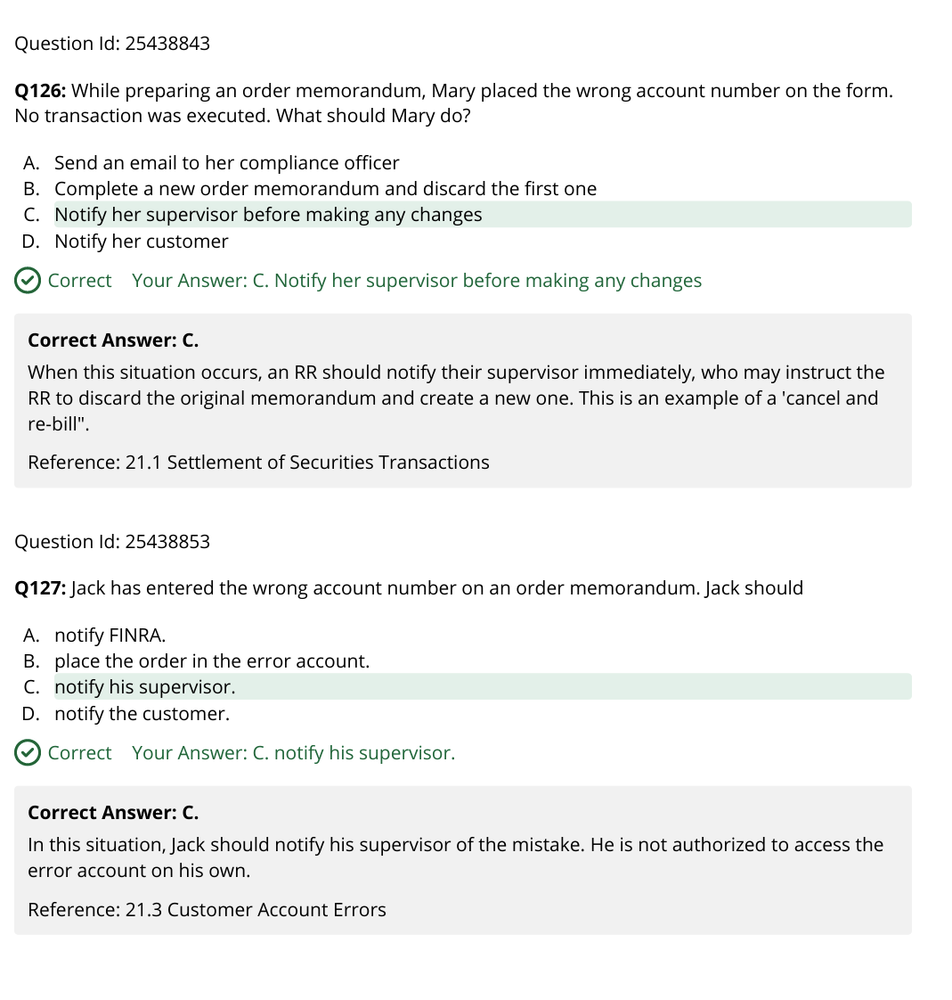 Question Id: 25438843
Q126: While preparing an order memorandum, Mary placed the wrong account number on the form.
No transaction was executed. What should Mary do?
A. Send an email to her compliance officer
B. Complete a new order memorandum and discard the first one
C. Notify her supervisor before making any changes
D. Notify her customer
Correct Your Answer: C. Notify her supervisor before making any changes
Correct Answer: C.
When this situation occurs, an RR should notify their supervisor immediately, who may instruct the
RR to discard the original memorandum and create a new one. This is an example of a 'cancel and
re-bill".
Reference: 21.1 Settlement of Securities Transactions
Question Id: 25438853
Q127: Jack has entered the wrong account number on an order memorandum. Jack should
A. notify FINRA.
B. place the order in the error account.
C. notify his supervisor.
D. notify the customer.
Correct Your Answer: C. notify his supervisor.
Correct Answer: C.
In this situation, Jack should notify his supervisor of the mistake. He is not authorized to access the
error account on his own.
Reference: 21.3 Customer Account Errors